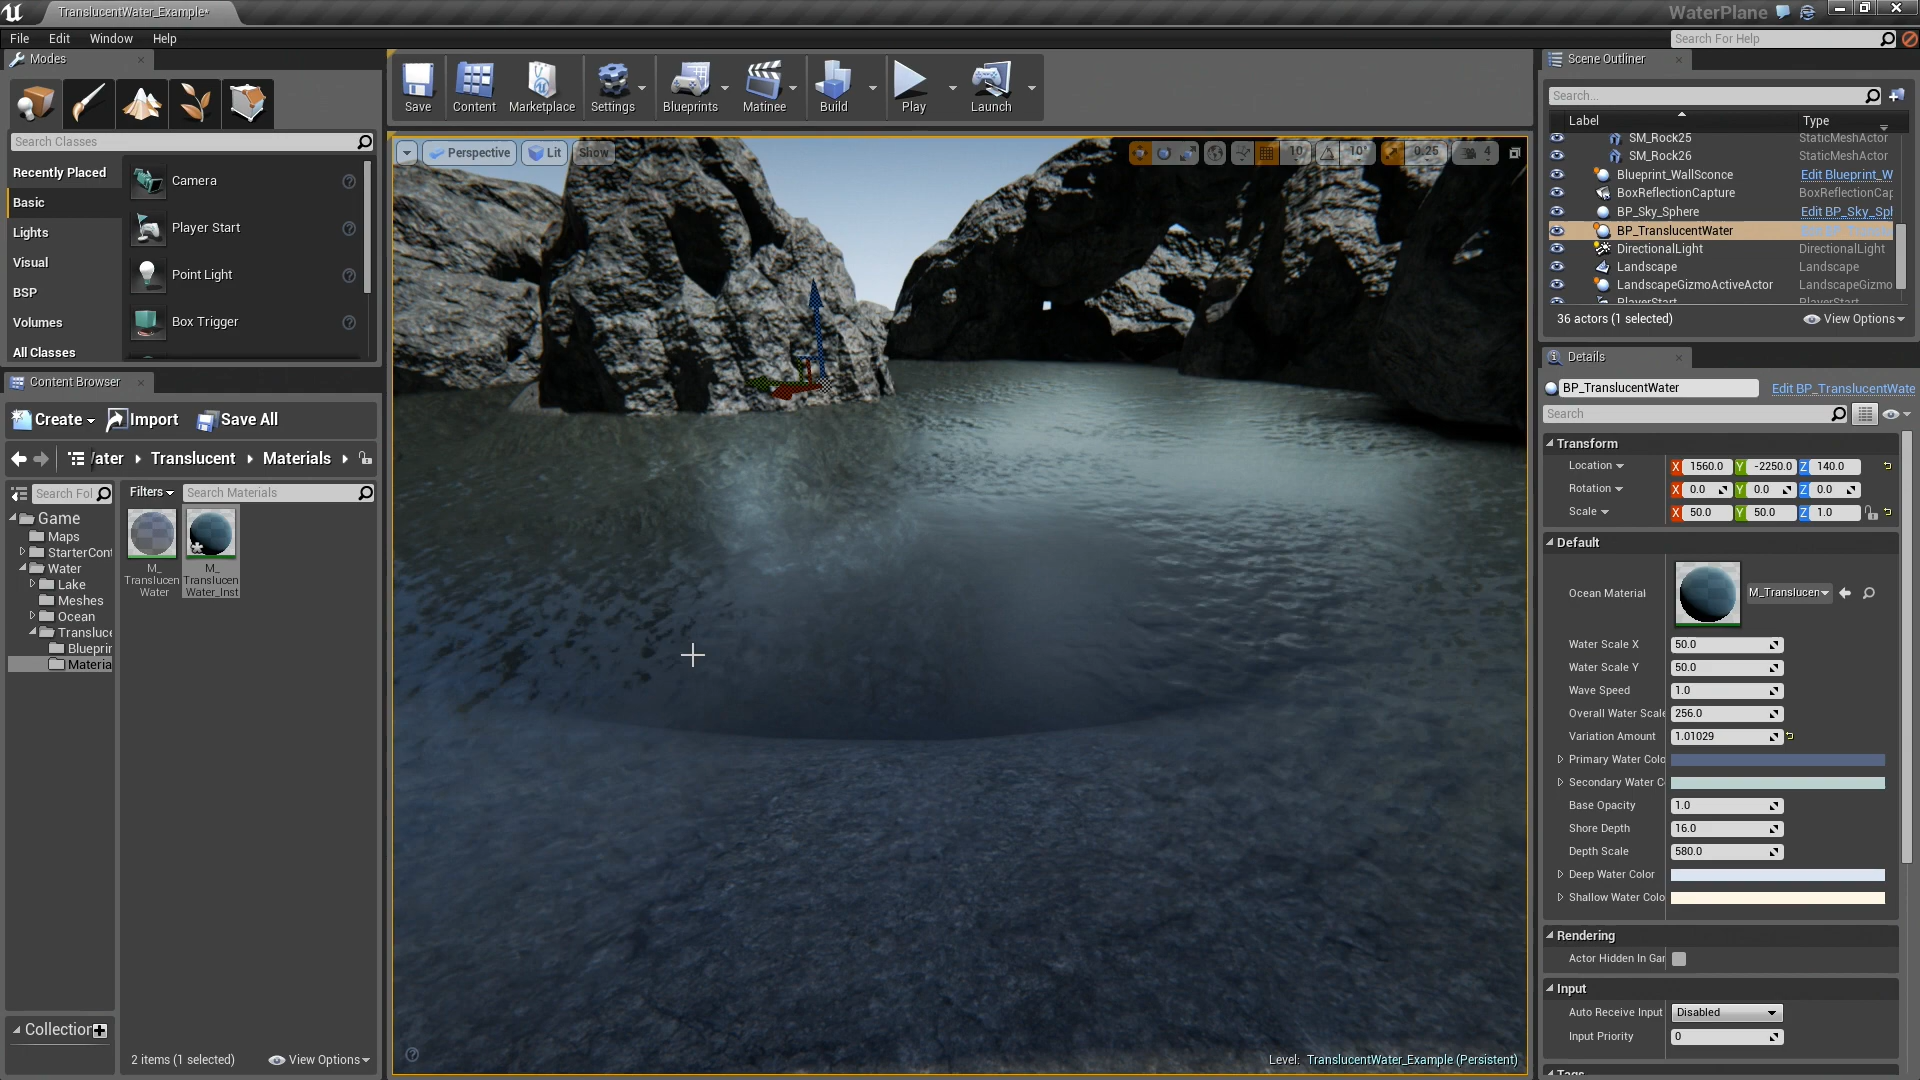 TranslucentWater_Example*
WaterPlane
File Edit Window Help
Search For Help
Modes
Search Classes
Recently Placed
Basic
Lights
Visual
BSP
Volumes
All Classes
Camera
Player Start
Point Light
Box Trigger
Content Browser
Create
Import
Save All
/ater
Translucent
Materials
Search Fol
Filters
Search Materials
Game
Maps
StarterCont
Water
Lake
Meshes
Ocean
Transluce
Blueprin
Materia
M_
Translucen
Water
M_
Translucen
Water_Inst
Collection
2 items (1 selected)
View Options
Save
Content
Marketplace
Settings
Blueprints
Matinee
Build
Play
Launch
Perspective
Lit
Show
10
10°
0.25
4
Level: TranslucentWater_Example (Persistent)
Scene Outliner
Search...
Label Type
SM_Rock25 StaticMeshActor
SM_Rock26 StaticMeshActor
Blueprint_WallSconce Edit Blueprint_W
BoxReflectionCapture BoxReflectionCap
BP_Sky_Sphere Edit BP_Sky_Sph
BP_TranslucentWater
DirectionalLight DirectionalLight
Landscape Landscape
LandscapeGizmoActiveActor LandscapeGizmo
PlayerStart PlayerStart
36 actors (1 selected)
View Options
Details
BP_TranslucentWater
Edit BP_TranslucentWate
Search
Transform
Location X 1560.0 Y -2250.0 Z 140.0
Rotation X 0.0 Y 0.0 Z 0.0
Scale X 50.0 Y 50.0 Z 1.0
Default
Ocean Material M_Translucen
Water Scale X 50.0
Water Scale Y 50.0
Wave Speed 1.0
Overall Water Scale 256.0
Variation Amount 1.01029
Primary Water Colo
Secondary Water C
Base Opacity 1.0
Shore Depth 16.0
Depth Scale 580.0
Deep Water Color
Shallow Water Colo
Rendering
Actor Hidden In Gar
Input
Auto Receive Input Disabled
Input Priority 0
Tags